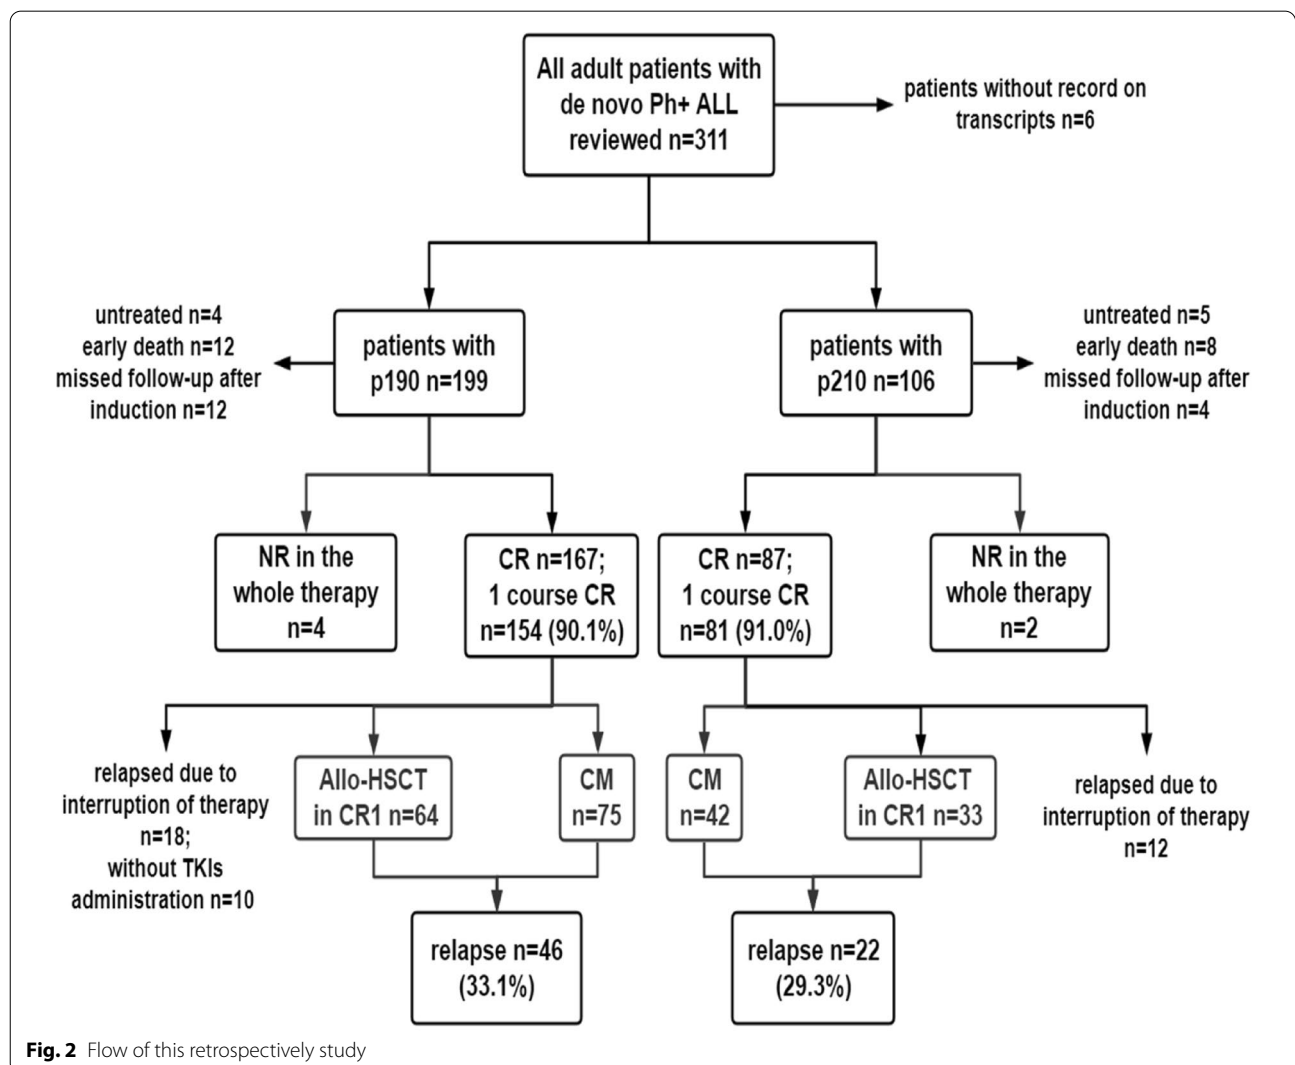 All adult patients with
de novo Ph+ ALL
reviewed n=311
patients without record on
transcripts n=6
untreated n=4
early death n=12
missed follow-up after
induction n=12
patients with
p190 n=199
patients with
p210 n=106
untreated n=5
early death n=8
missed follow-up after
induction n=4
NR in the
whole therapy
n=4
CR n=167;
1 course CR
n=154 (90.1%)
CR n=87;
1 course CR
n=81 (91.0%)
NR in the
whole therapy
n=2
relapsed due to
interruption of therapy
n=18;
without TKIs
administration n=10
Allo-HSCT
in CR1 n=64
CM
n=75
CM
n=42
Allo-HSCT
in CR1 n=33
relapsed due to
interruption of therapy
n=12
relapse n=46
(33.1%)
relapse n=22
(29.3%)
Fig. 2 Flow of this retrospectively study